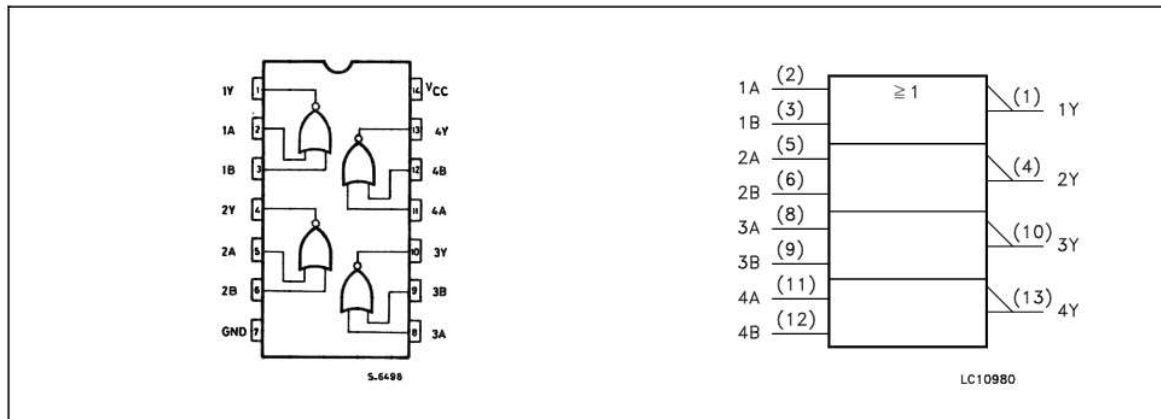 1Y 1
1A 2
1B 3
2Y 4
2A 5
2B 6
GND 7
14 VCC
13 4Y
12 4B
11 4A
10 3Y
9 3B
8 3A
S-6498
≧1
1A (2)
1B (3)
2A (5)
2B (6)
3A (8)
3B (9)
4A (11)
4B (12)
(1) 1Y
(4) 2Y
(10) 3Y
(13) 4Y
LC10980